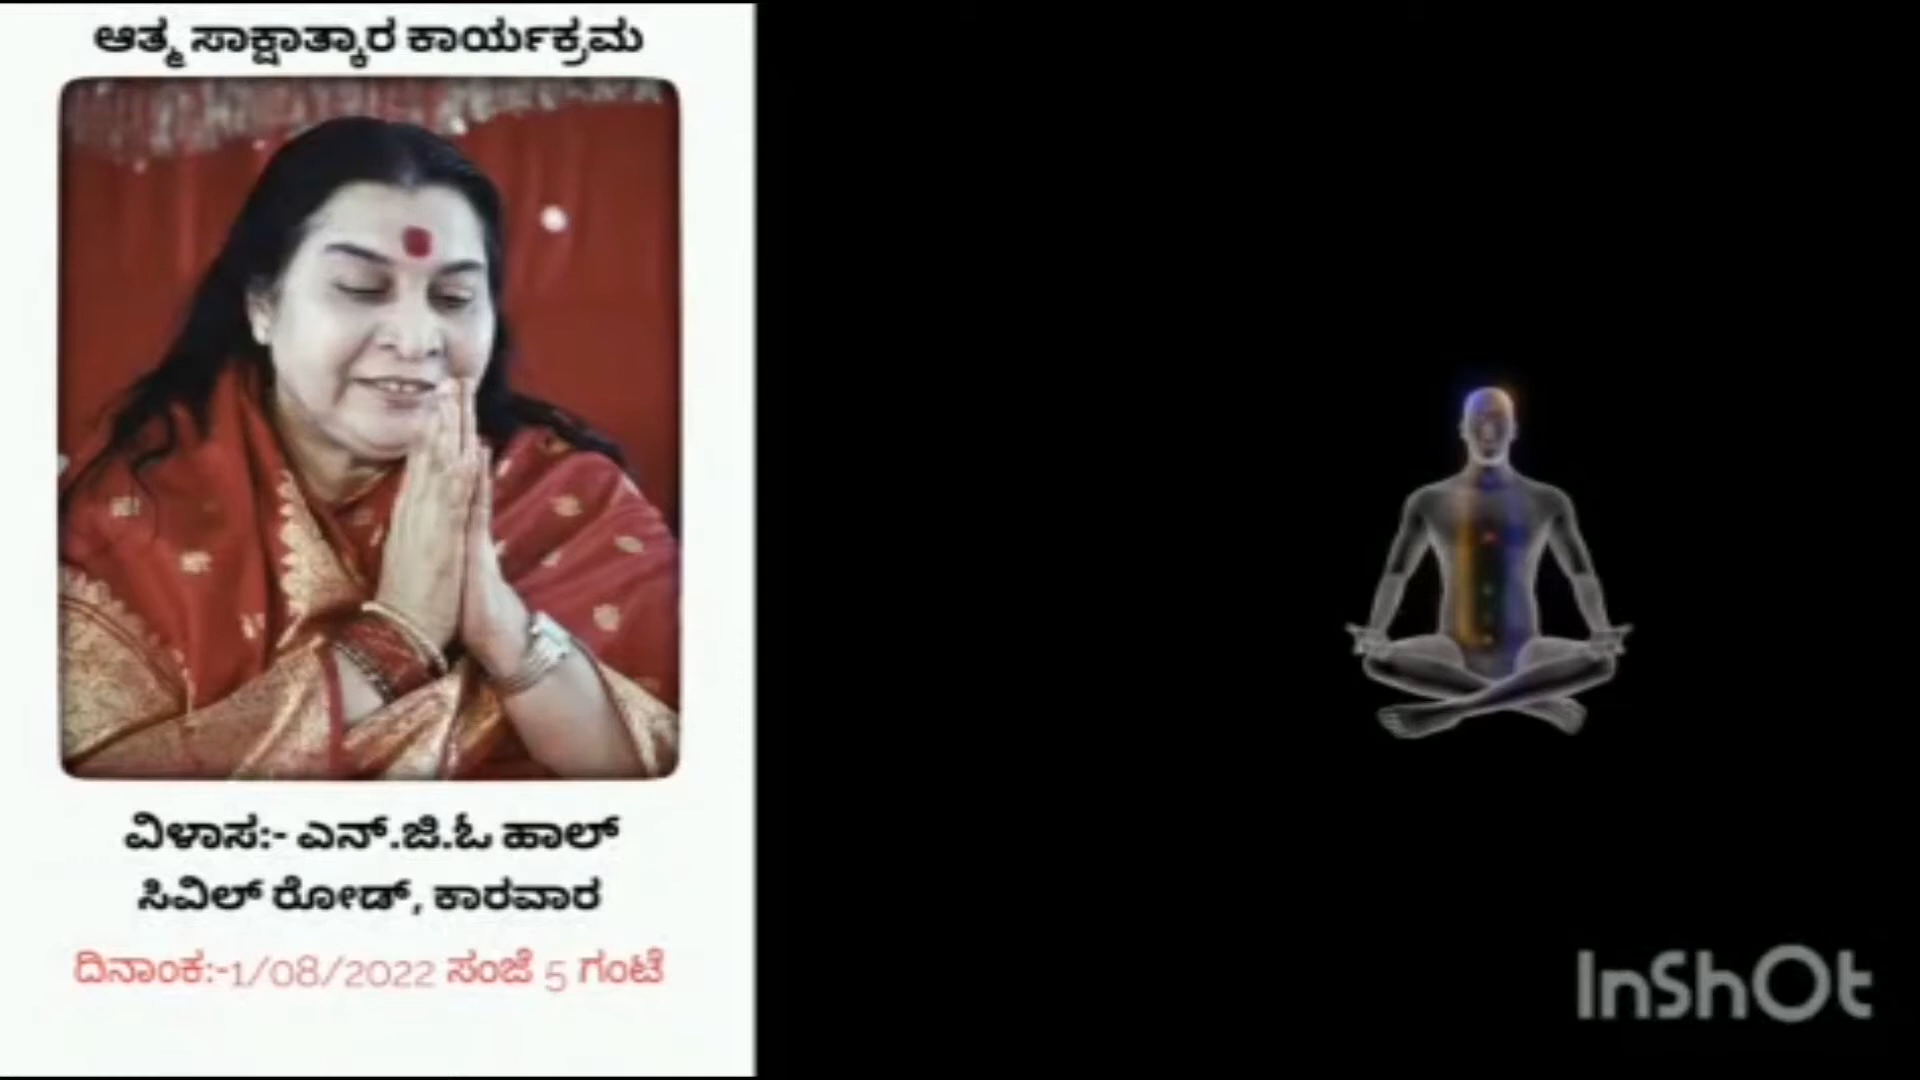 ಆತ್ಮ ಸಾಕ್ಷಾತ್ಕಾರ ಕಾರ್ಯಕ್ರಮ
ವಿಳಾಸ:- ಎನ್.ಜಿ.ಓ ಹಾಲ್
ಸಿವಿಲ್ ರೋಡ್, ಕಾರವಾರ
ದಿನಾಂಕ:-1/08/2022 ಸಂಜೆ 5 ಗಂಟೆ
InShOt